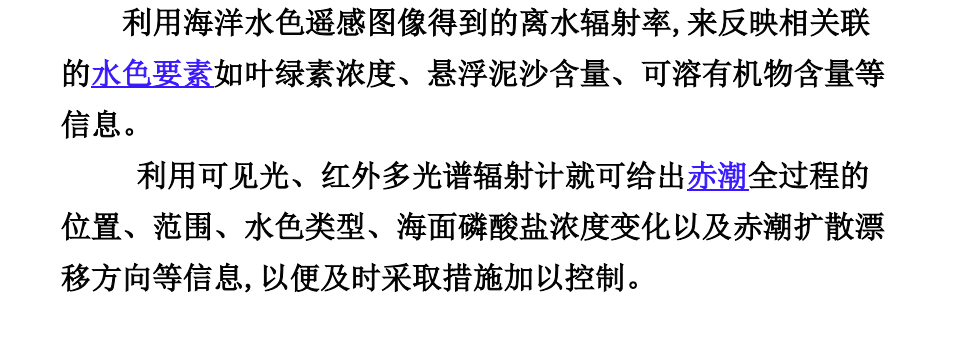 利用海洋水色遥感图像得到的离水辐射率,来反映相关联
的水色要素如叶绿素浓度、悬浮泥沙含量、可溶有机物含量等
信息。
利用可见光、红外多光谱辐射计就可给出赤潮全过程的
位置、范围、水色类型、海面磷酸盐浓度变化以及赤潮扩散漂
移方向等信息,以便及时采取措施加以控制。